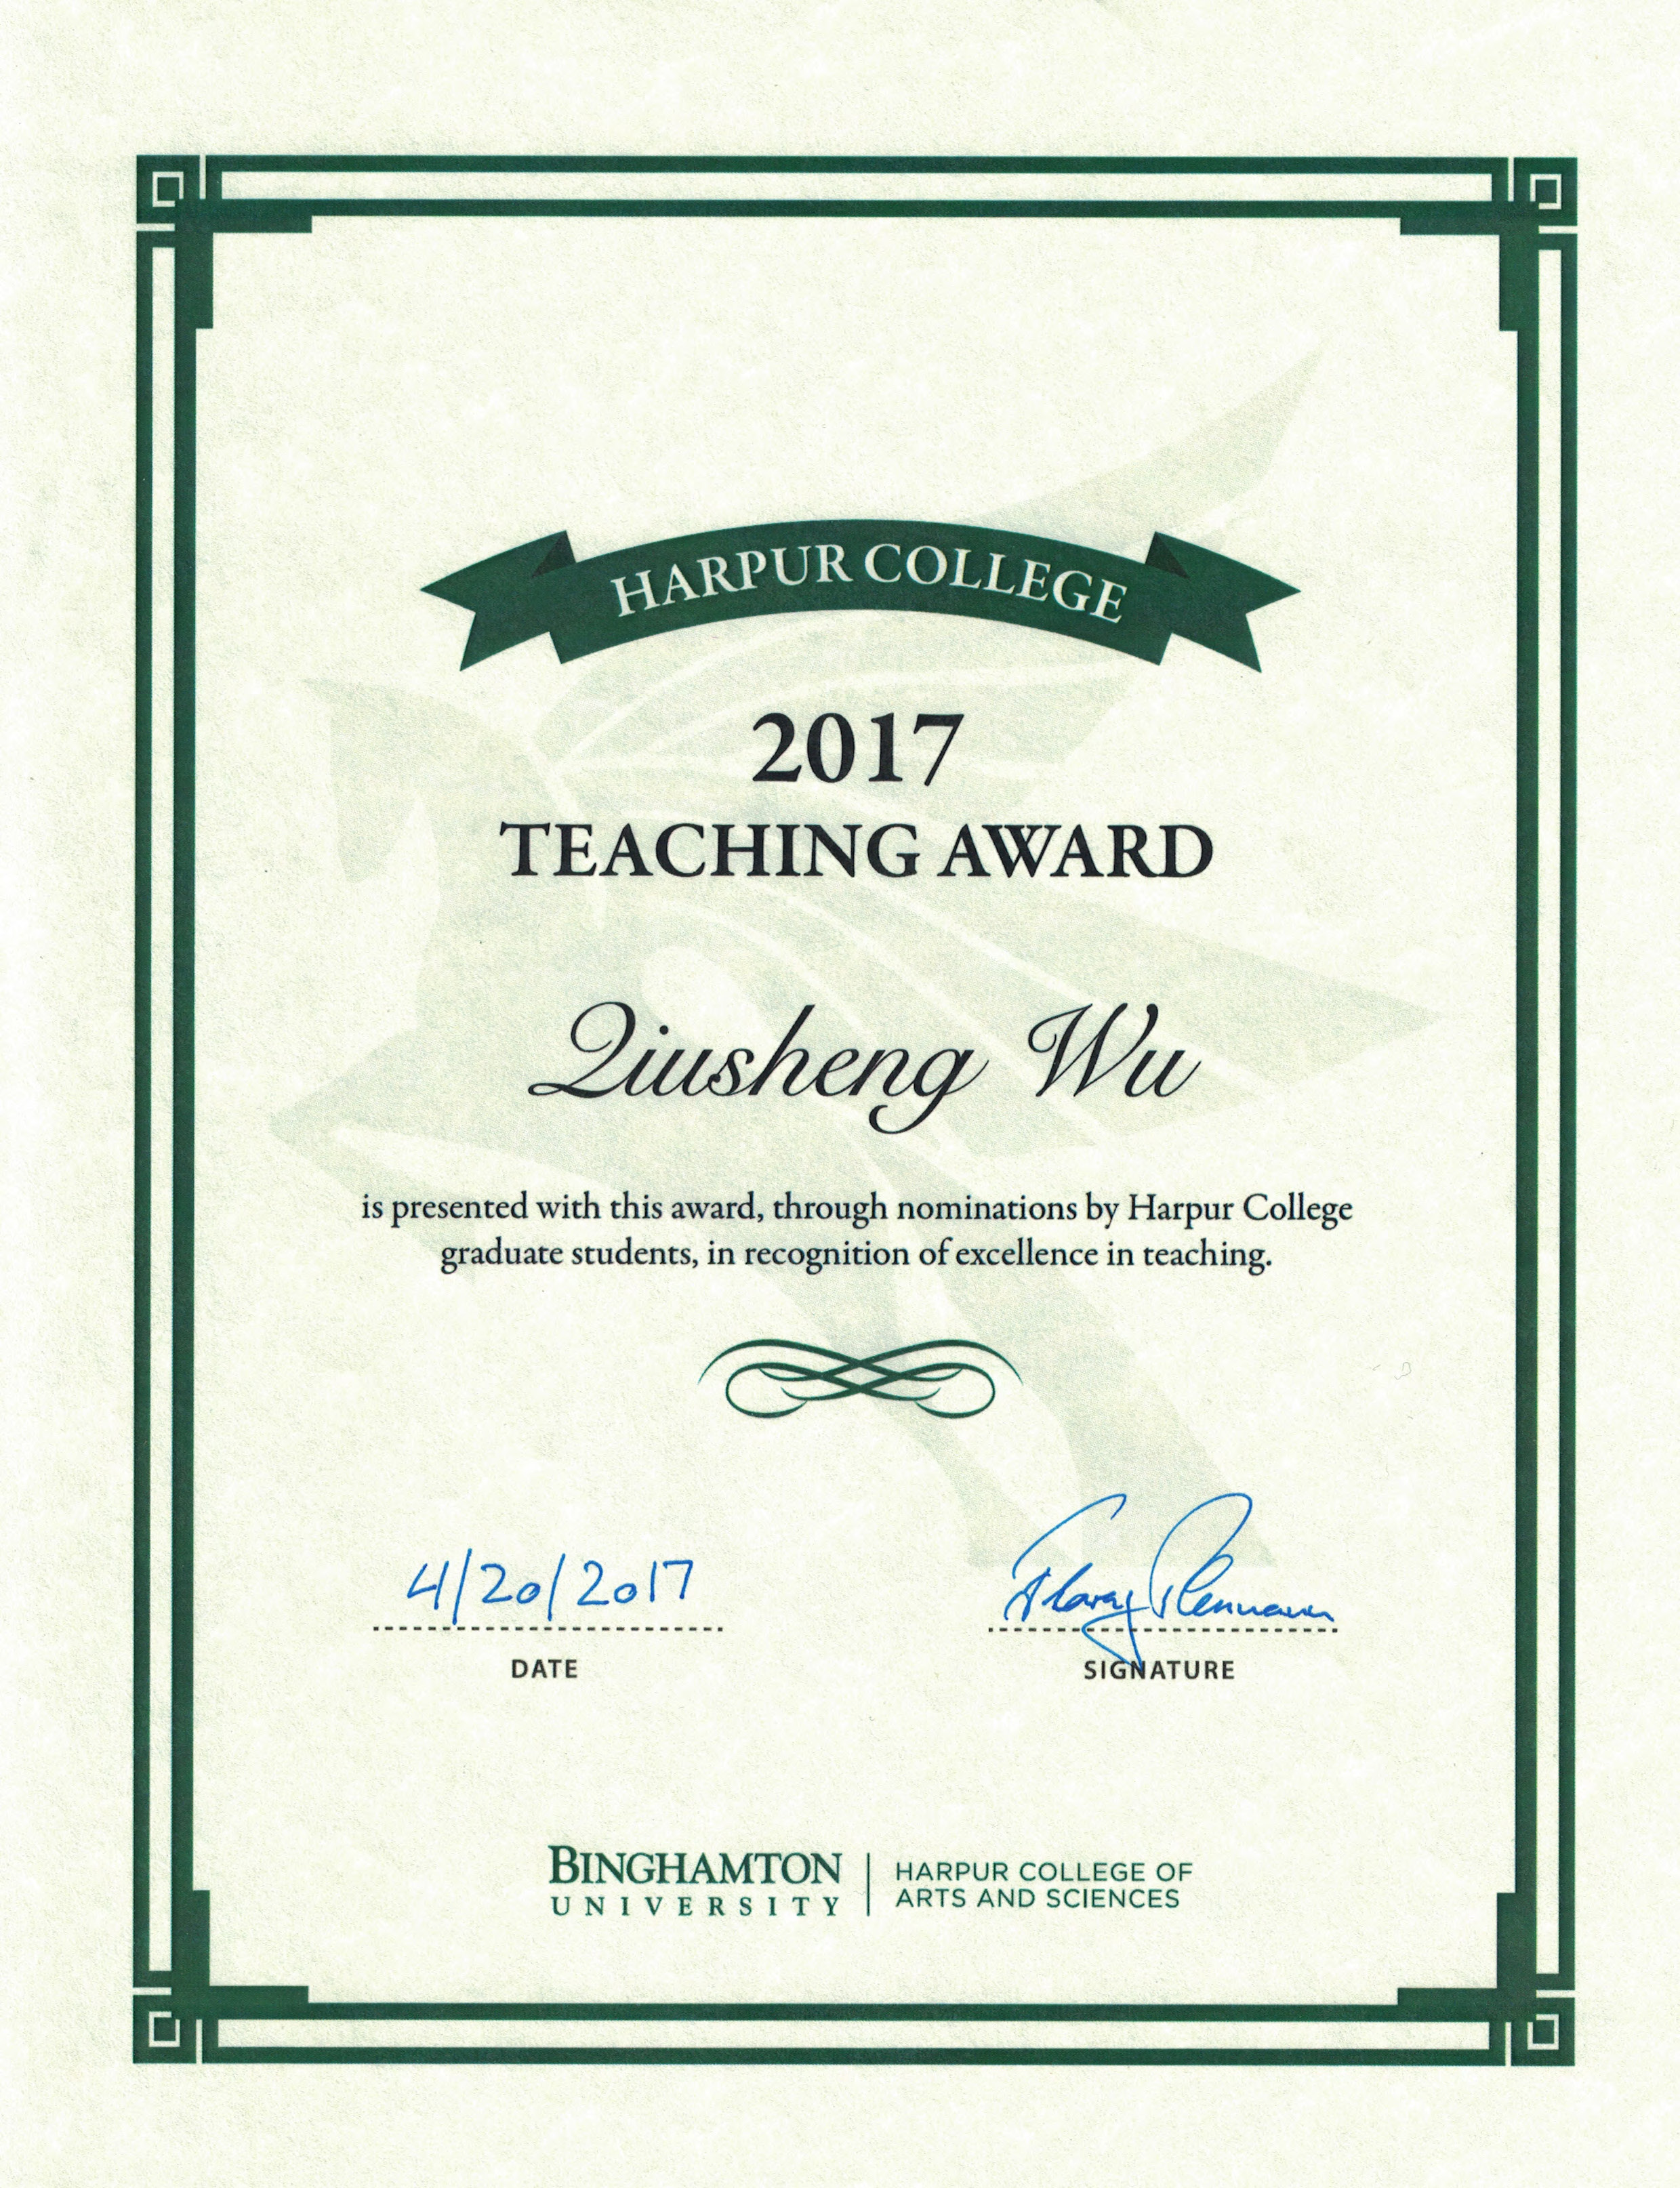 HARPUR COLLEGE
2017
TEACHING AWARD
Qiusheng Wu
is presented with this award, through nominations by Harpur College
graduate students, in recognition of excellence in teaching.
4/20/2017
DATE
SIGNATURE
BINGHAMTON
UNIVERSITY
HARPUR COLLEGE OF
ARTS AND SCIENCES